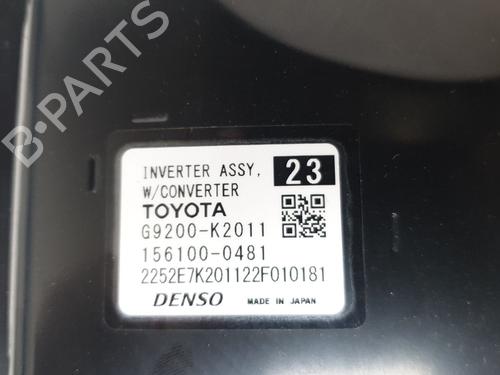 B-PARTS
INVERTER ASSY, 23
W/CONVERTER
TOYOTA
G9200-K2011
156100-0481
2252E7K201122F010181
DENSO MADE IN JAPAN